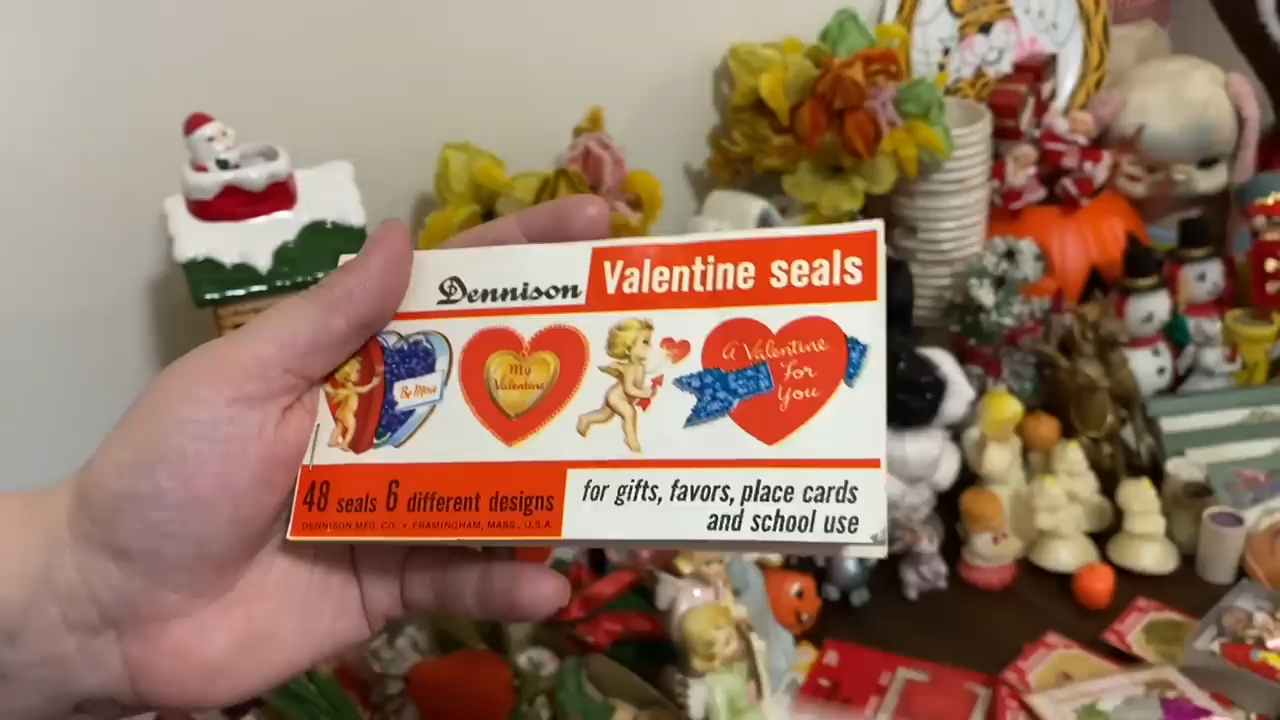 Dennison
Valentine seals
Be Mine
My
Valentine
A Valentine
For
You
48 seals 6 different designs
DENNISON MFG. CO. • FRAMINGHAM, MASS., U.S.A.
for gifts, favors, place cards
and school use